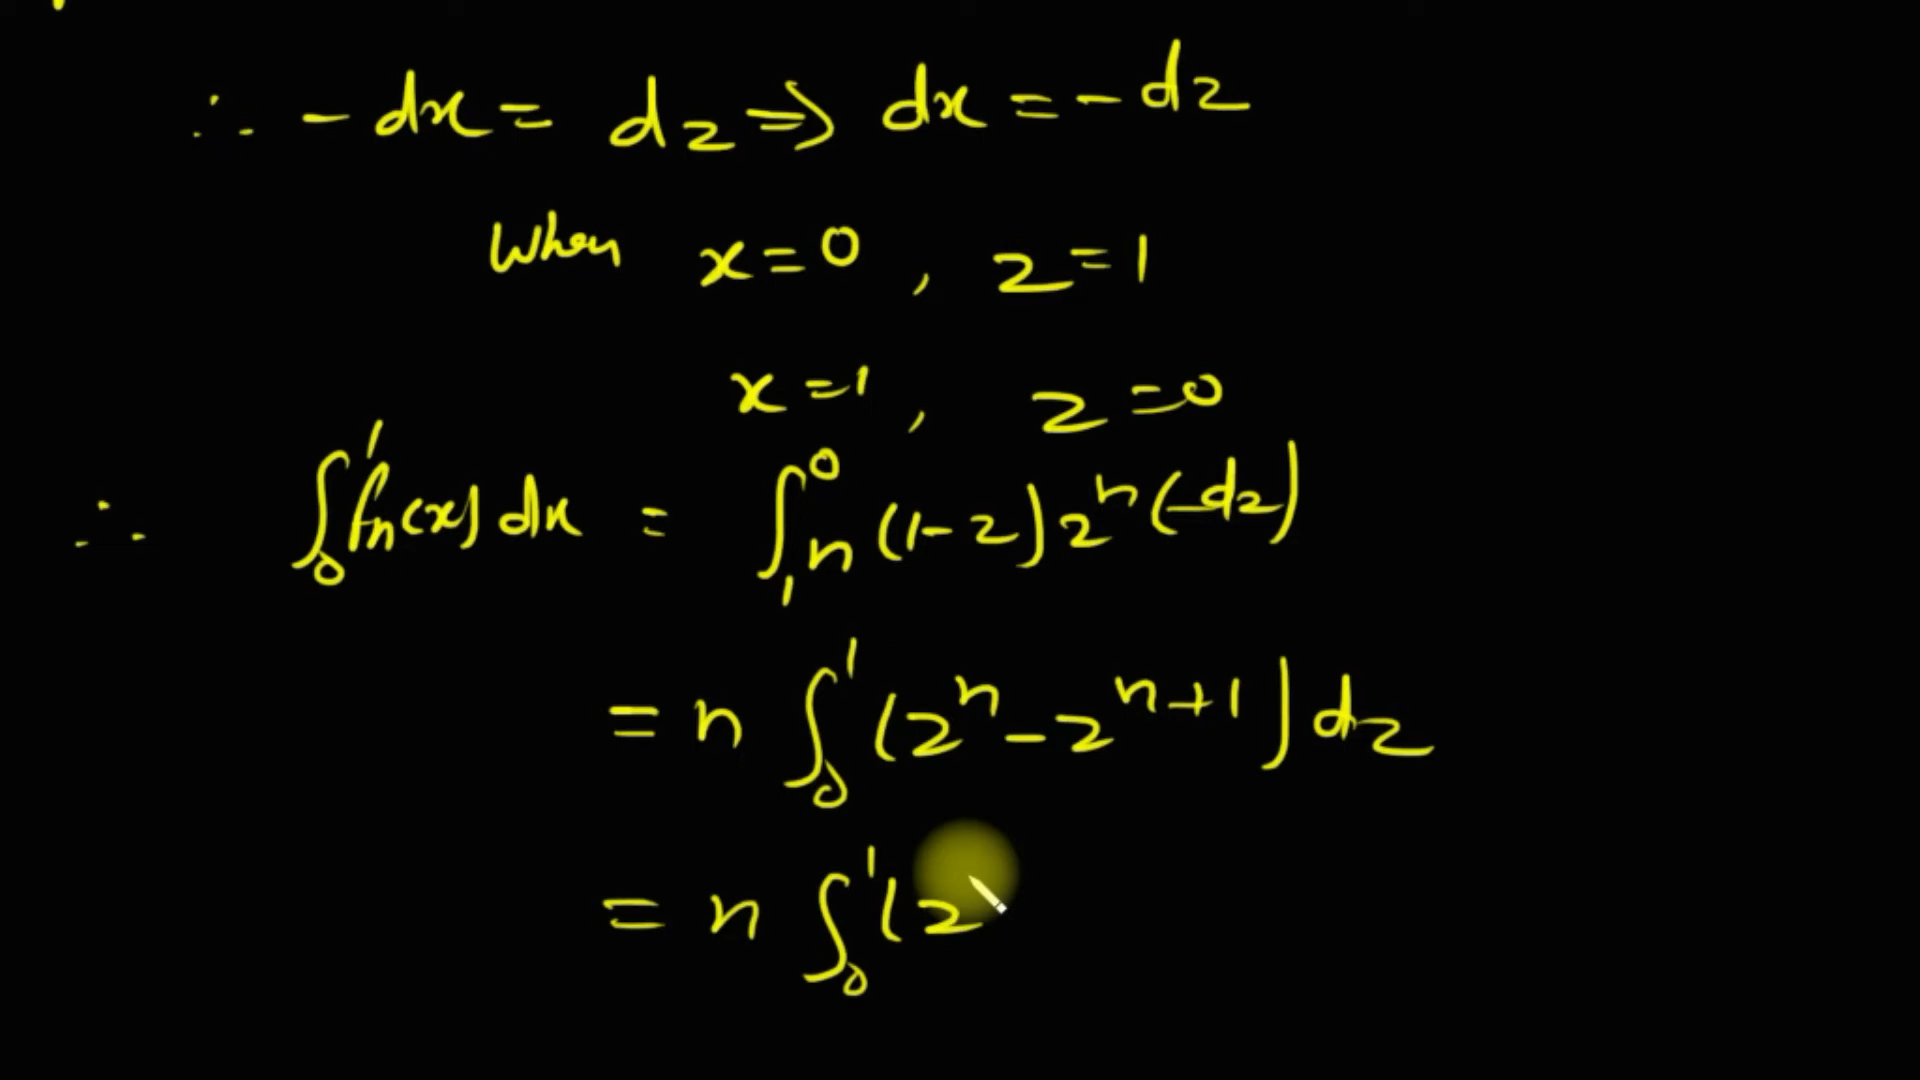 ∴ -dx = dz ⇒ dx = -dz
When x=0, z=1
x=1, z=0
∴ ∫₀¹ fₙ(x) dx = ∫₁⁰ n(1-z)zⁿ(-dz)
= n ∫₀¹ (zⁿ - zⁿ⁺¹) dz
= n ∫₀¹ (z